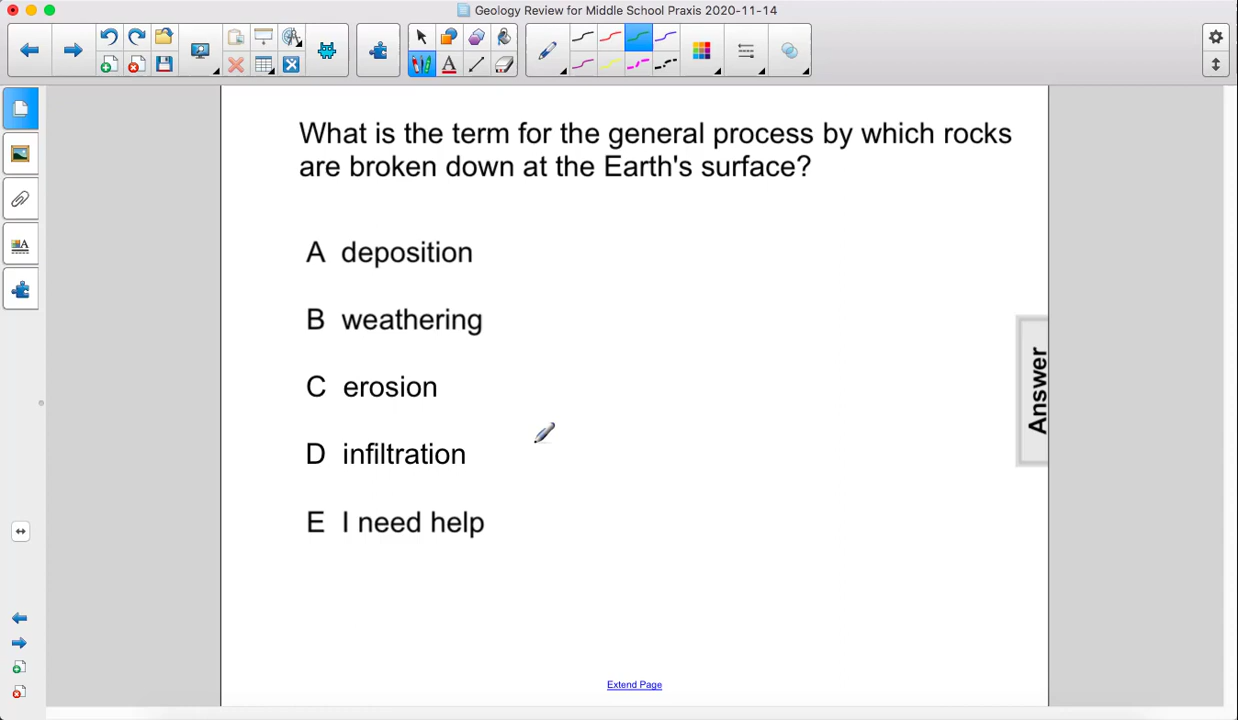 Geology Review for Middle School Praxis 2020-11-14
What is the term for the general process by which rocks
are broken down at the Earth's surface?
A deposition
B weathering
C erosion
D infiltration
E I need help
Answer
Extend Page